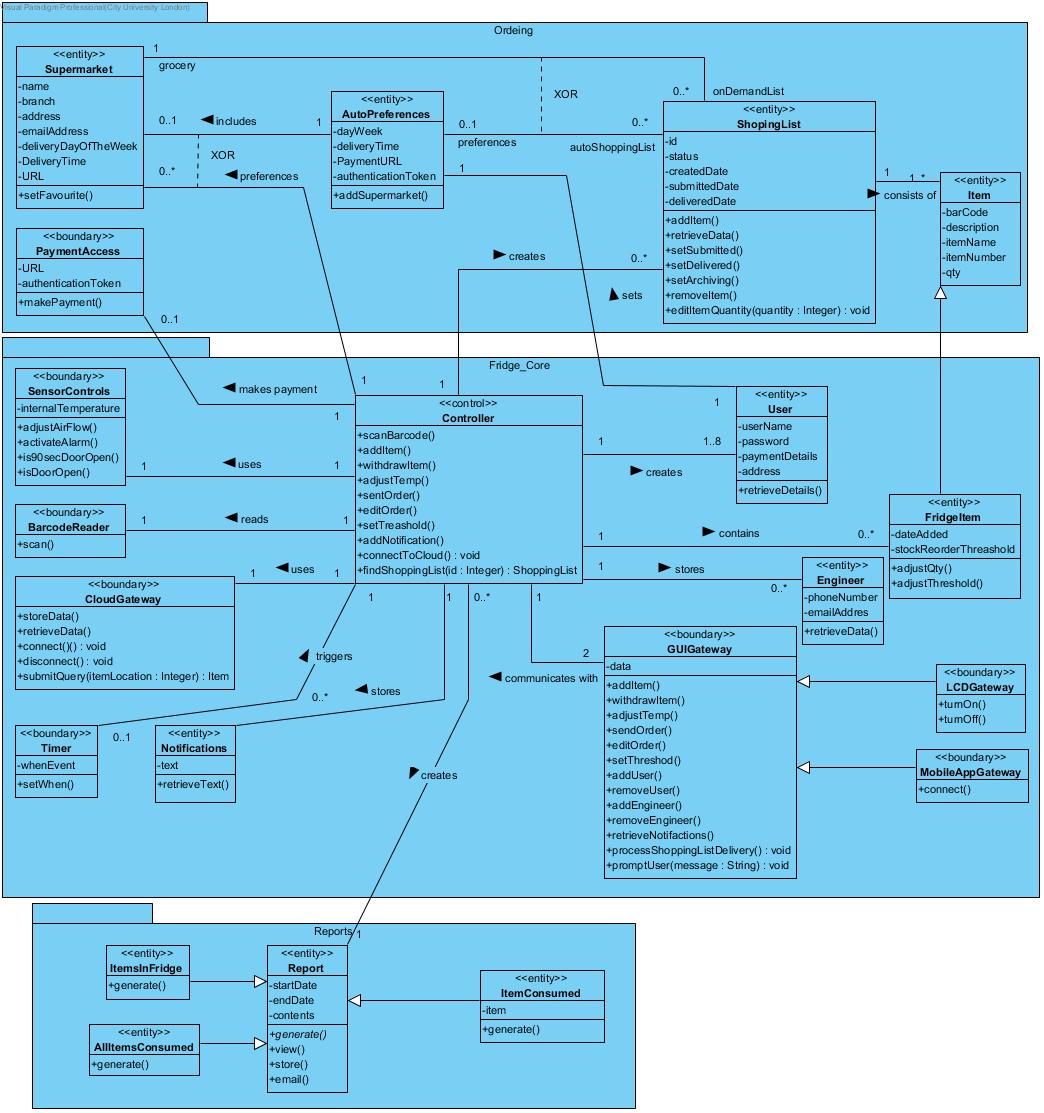 Visual Paradigm Professional(City University London)
Ordeing
<<entity>>
Supermarket
-name
-branch
-address
-emailAddress
-deliveryDayOfTheWeek
-DeliveryTime
-URL
+setFavourite()
1
grocery
XOR
0..*
onDemandList
0..1
includes
1
XOR
0..*
preferences
<<entity>>
AutoPreferences
-dayWeek
-deliveryTime
-PaymentURL
-authenticationToken
+addSupermarket()
0..1
preferences
0..*
autoShoppingList
1
<<entity>>
ShopingList
-id
-status
-createdDate
-submittedDate
-deliveredDate
+addItem()
+retrieveData()
+setSubmitted()
+setDelivered()
+setArchiving()
+removeItem()
+editItemQuantity(quantity : Integer) : void
1
1..*
consists of
<<entity>>
Item
-barCode
-description
-itemName
-itemNumber
-qty
<<boundary>>
PaymentAccess
-URL
-authenticationToken
+makePayment()
0..1
creates
0..*
sets
Fridge_Core
<<boundary>>
SensorControls
-internalTemperature
+adjustAirFlow()
+activateAlarm()
+is90secDoorOpen()
+isDoorOpen()
makes payment
1
1
1
1
uses
1
<<control>>
Controller
+scanBarcode()
+addItem()
+withdrawItem()
+adjustTemp()
+sentOrder()
+editOrder()
+setTreashold()
+addNotification()
+connectToCloud() : void
+findShoppingList(id : Integer) : ShoppingList
1
<<entity>>
User
-userName
-password
-paymentDetails
-address
+retrieveDetails()
1
1..8
creates
<<boundary>>
BarcodeReader
+scan()
1
reads
1
1
contains
0..*
<<entity>>
FridgeItem
-dateAdded
-stockReorderThreashold
+adjustQty()
+adjustThreshold()
1
stores
0..*
<<entity>>
Engineer
-phoneNumber
-emailAddres
+retrieveData()
<<boundary>>
CloudGateway
+storeData()
+retrieveData()
+connect()() : void
+disconnect() : void
+submitQuery(itemLocation : Integer) : Item
1
uses
1
1
1
0..*
1
triggers
0..*
stores
2
communicates with
<<boundary>>
GUIGateway
-data
+addItem()
+withdrawItem()
+adjustTemp()
+sendOrder()
+editOrder()
+setThreshod()
+addUser()
+removeUser()
+addEngineer()
+removeEngineer()
+retrieveNotifactions()
+processShoppingListDelivery() : void
+promptUser(message : String) : void
<<boundary>>
LCDGateway
+turnOn()
+turnOff()
<<boundary>>
MobileAppGateway
+connect()
<<boundary>>
Timer
-whenEvent
+setWhen()
0..1
<<entity>>
Notifications
-text
+retrieveText()
creates
Reports
1
<<entity>>
ItemsInFridge
+generate()
<<entity>>
Report
-startDate
-endDate
-contents
+generate()
+view()
+store()
+email()
<<entity>>
ItemConsumed
-item
+generate()
<<entity>>
AllItemsConsumed
+generate()